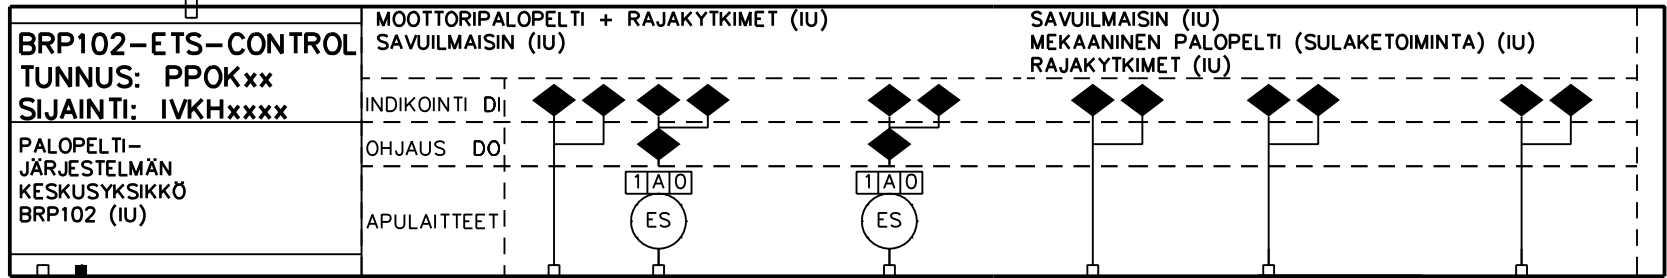 BRP102-ETS-CONTROL
TUNNUS: PPOKxx
SIJAINTI: IVKHxxxx
PALOPELTI-
JÄRJESTELMÄN
KESKUSYKSIKKÖ
BRP102 (IU)
MOOTTORIPALOPELTI + RAJAKYTKIMET (IU)
SAVUILMAISIN (IU)
SAVUILMAISIN (IU)
MEKAANINEN PALOPELTI (SULAKETOIMINTA) (IU)
RAJAKYTKIMET (IU)
INDIKOINTI DI
OHJAUS DO
1 A 0 1 A 0
APULAITTEET ES ES